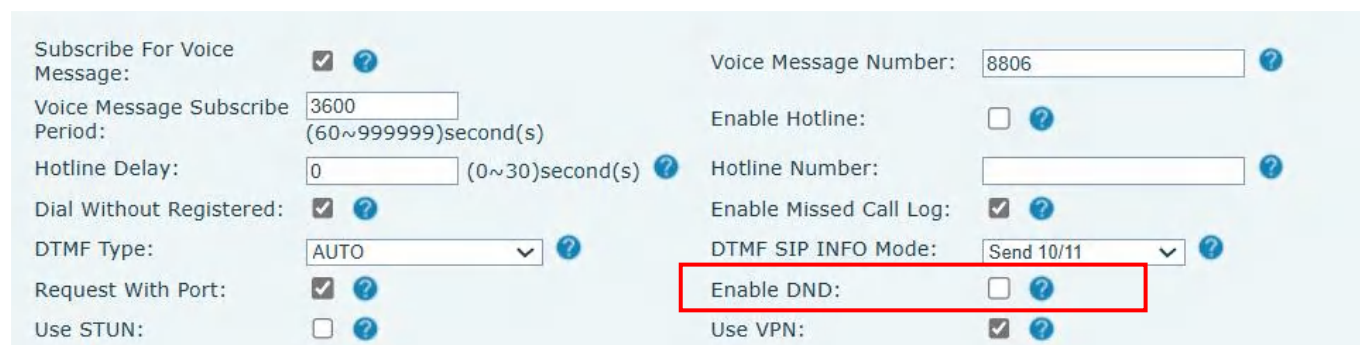 Subscribe For Voice
Message:
?
Voice Message Number:
8806
?
Voice Message Subscribe
Period:
3600
(60~999999)second(s)
Enable Hotline:
?
Hotline Delay:
0
(0~30)second(s)
?
Hotline Number:
?
Dial Without Registered:
?
Enable Missed Call Log:
?
DTMF Type:
AUTO
?
DTMF SIP INFO Mode:
Send 10/11
?
Request With Port:
?
Enable DND:
?
Use STUN:
?
Use VPN:
?